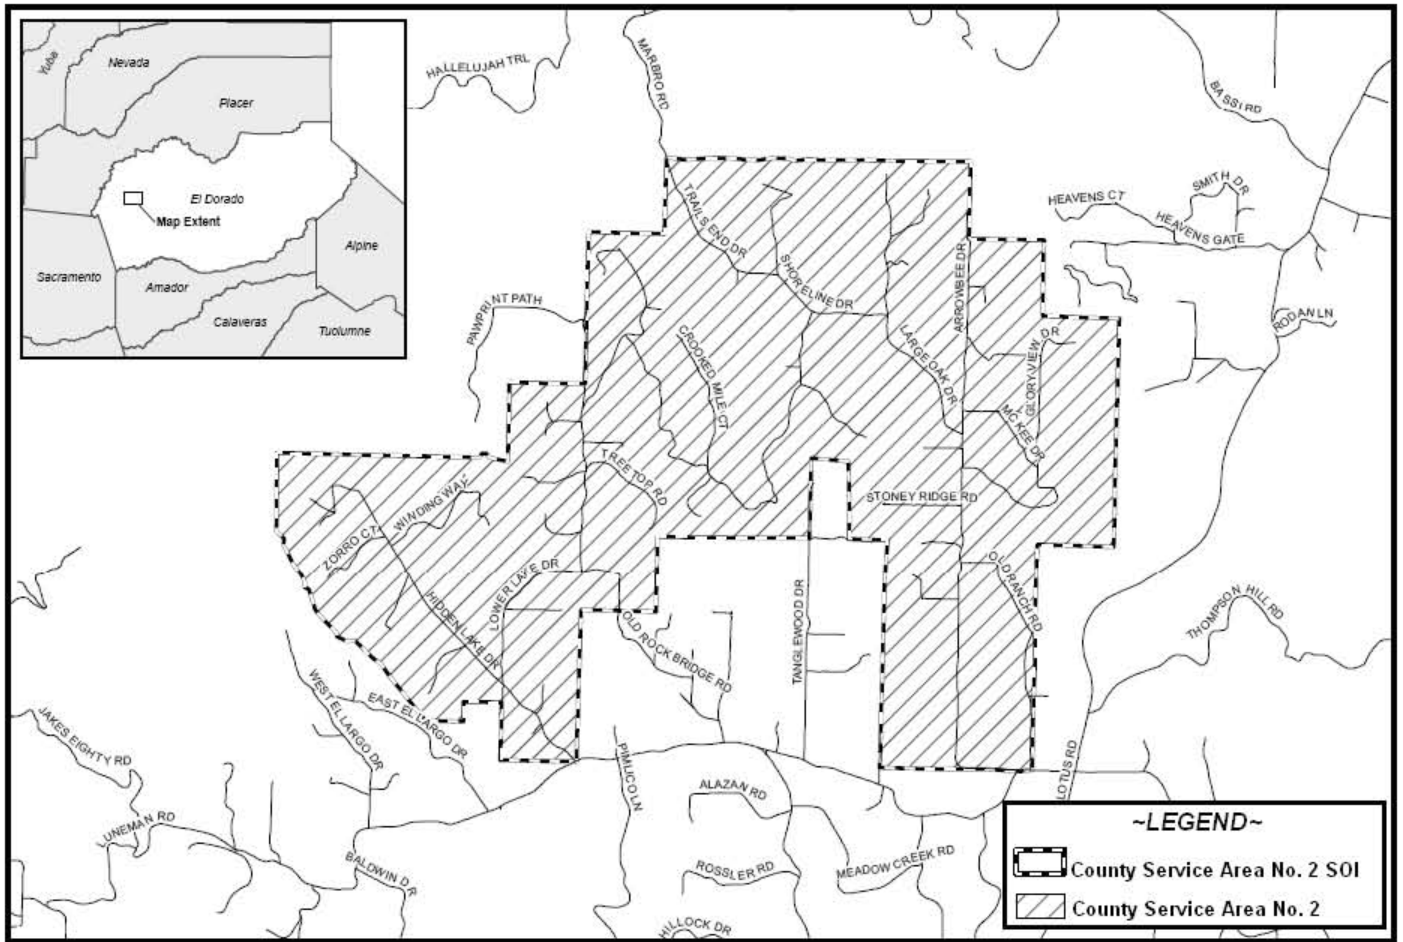 Yuba
Nevada
Placer
El Dorado
Map Extent
Alpine
Sacramento
Amador
Calaveras
Tuolumne
HALLELUJAH TRL
MARBRO RD
BASSI RD
SMITH DR
HEAVENS CT
HEAVENS GATE
RODAN LN
TRAILS END DR
SHORELINE DR
ARROWBEE DR
LARGE OAK DR
GLORY VIEW DR
MC KEE DR
PAWPRINT PATH
CROOKED MILE CT
TREETOP RD
STONEY RIDGE RD
WINDING WAY
ZORRO CT
HIDDEN LAKE DR
LOWER LAKE DR
OLD ROCK BRIDGE RD
TANGLEWOOD DR
OLD RANCH RD
THOMPSON HILL RD
WEST EL LARGO DR
EAST EL LARGO DR
JAKES EIGHTY RD
LUNEMAN RD
BALDWIN DR
PIMLICO LN
ALAZAN RD
ROSSLER RD
MEADOW CREEK RD
HILLOCK DR
LOTUS RD
~LEGEND~
County Service Area No. 2 SOI
County Service Area No. 2